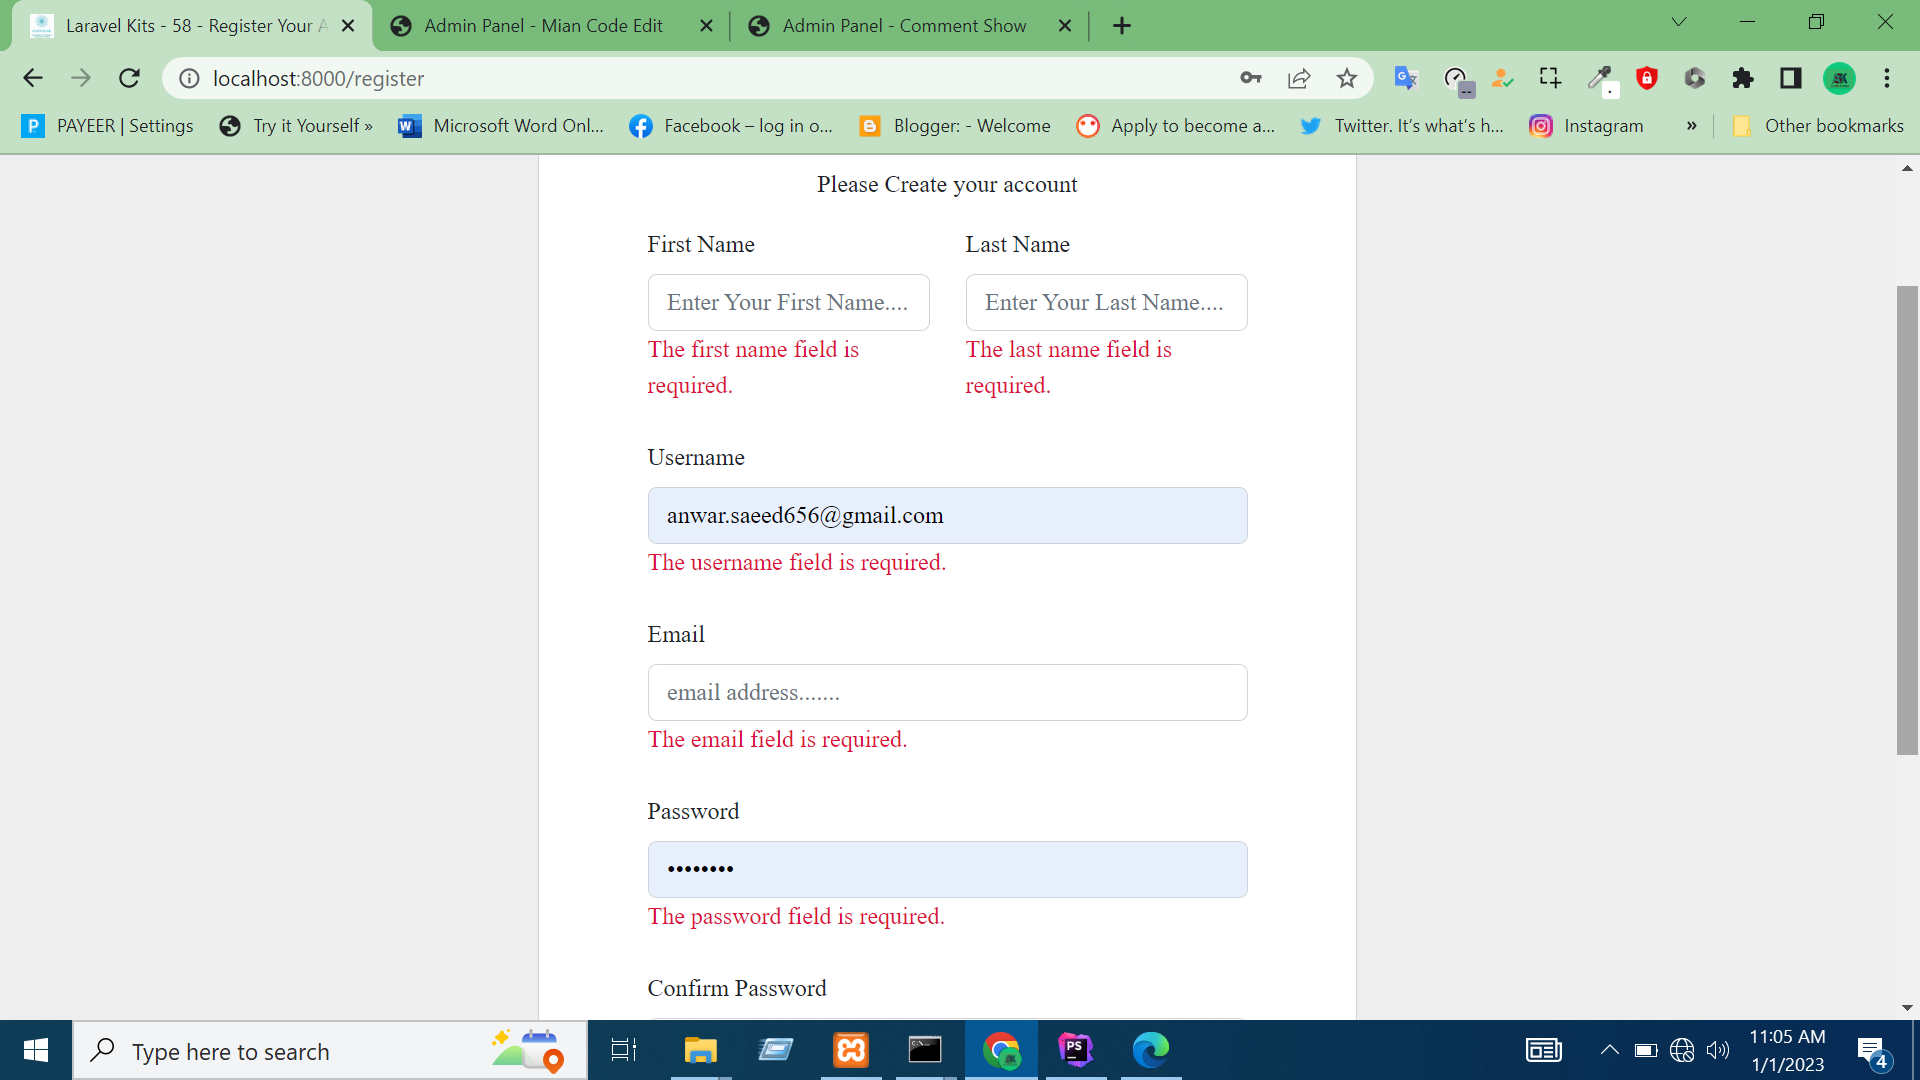 Laravel Kits - 58 - Register Your A
Admin Panel - Mian Code Edit
Admin Panel - Comment Show
localhost:8000/register
PAYEER | Settings
Try it Yourself »
Microsoft Word Onl...
Facebook – log in o...
Blogger: - Welcome
Apply to become a...
Twitter. It's what's h...
Instagram
»
Other bookmarks
Please Create your account
First Name
Last Name
Enter Your First Name....
Enter Your Last Name....
The first name field is
required.
The last name field is
required.
Username
anwar.saeed656@gmail.com
The username field is required.
Email
email address.......
The email field is required.
Password
••••••••
The password field is required.
Confirm Password
Type here to search
PS
11:05 AM
1/1/2023
4